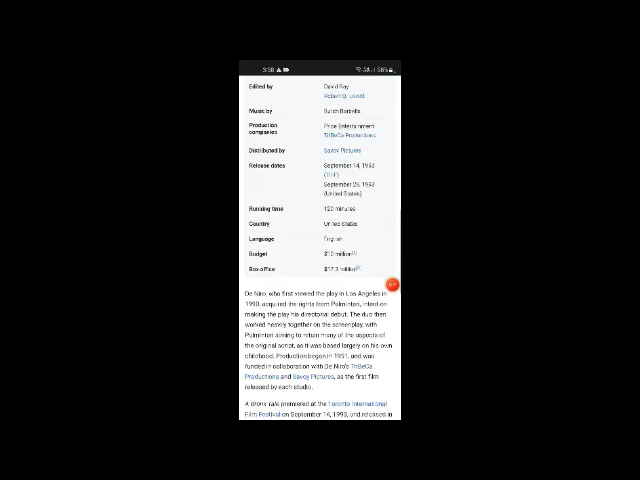 3:58
58%
Edited by David Ray
Robert Q. Lovett
Music by Butch Barbella
Production companies Price Entertainment
TriBeCa Productions
Distributed by Savoy Pictures
Release dates September 14, 1993
(TIFF)
September 29, 1993
(United States)
Running time 120 minutes
Country United States
Language English
Budget $10 million[1]
Box office $17.3 million[2]
De Niro, who first viewed the play in Los Angeles in
1990, acquired the rights from Palminteri, intent on
making the play his directorial debut. The duo then
worked heavily together on the screenplay, with
Palminteri aiming to retain many of the aspects of
the original script, as it was based largely on his own
childhood. Production began in 1991, and was
funded in collaboration with De Niro's TriBeCa
Productions and Savoy Pictures, as the first film
released by each studio.
A Bronx Tale premiered at the Toronto International
Film Festival on September 14, 1993, and released in